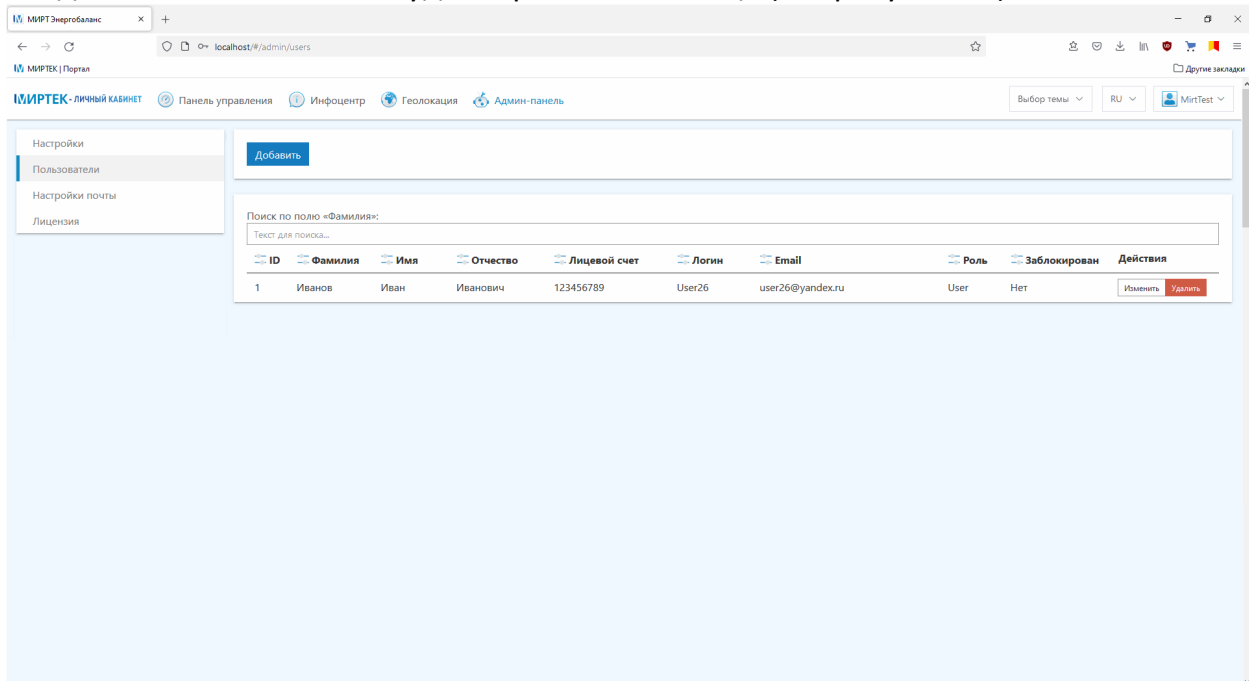 МИРТ Энергобаланс
localhost/#/admin/users
МИРТЕК | Портал
Другие закладки
МИРТЕК - ЛИЧНЫЙ КАБИНЕТ Панель управления Инфоцентр Геолокация Админ-панель Выбор темы RU MirtTest
Настройки
Пользователи
Настройки почты
Лицензия
Добавить
Поиск по полю «Фамилия»:
Текст для поиска...
ID Фамилия Имя Отчество Лицевой счет Логин Email Роль Заблокирован Действия
1 Иванов Иван Иванович 123456789 User26 user26@yandex.ru User Нет Изменить Удалить